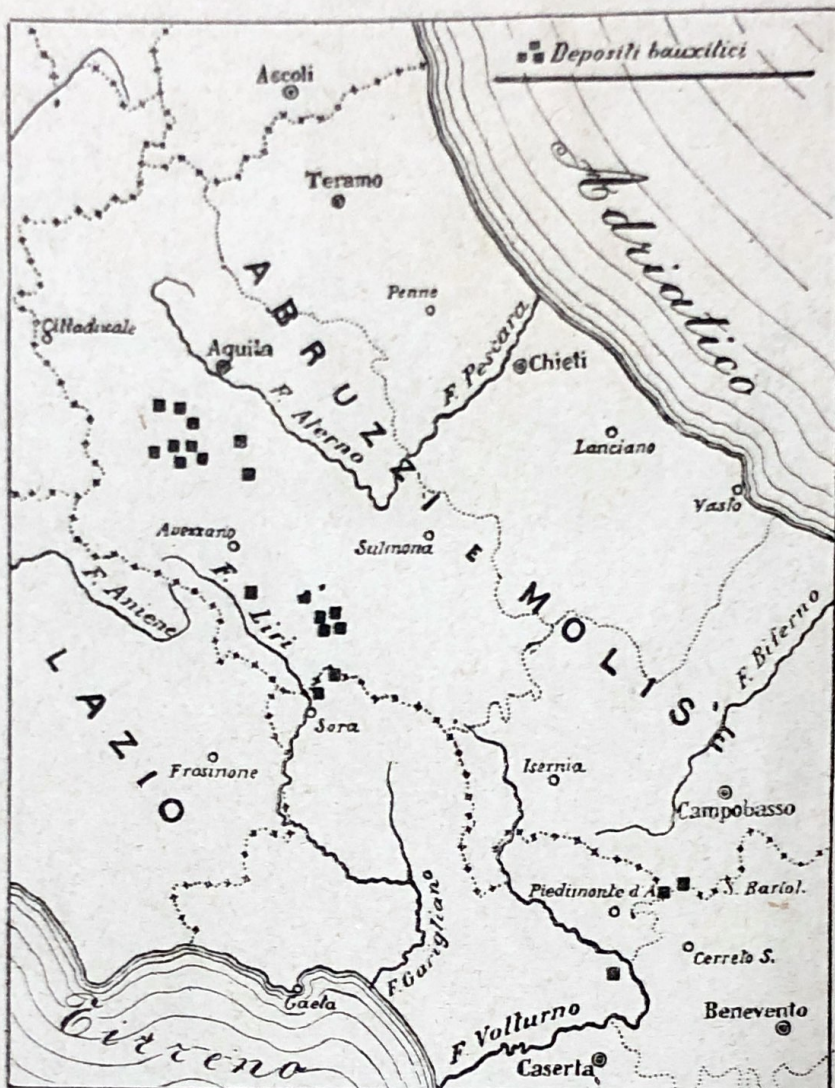 Depositi bauxitici
Ascoli
Adriatico
Teramo
ABRUZZI E MOLISE
Penne
Cittaducale
Aquila
F. Pescara
Chieti
F. Aterno
Lanciano
Vasto
Avezzano
Sulmona
F. Aniene
F. Liri
F. Biferno
LAZIO
Sora
Frosinone
Isernia
Campobasso
Piedimonte d'A.
S. Bartol.
F. Garigliano
Cerreto S.
Gaeta
Tirreno
F. Volturno
Benevento
Caserta